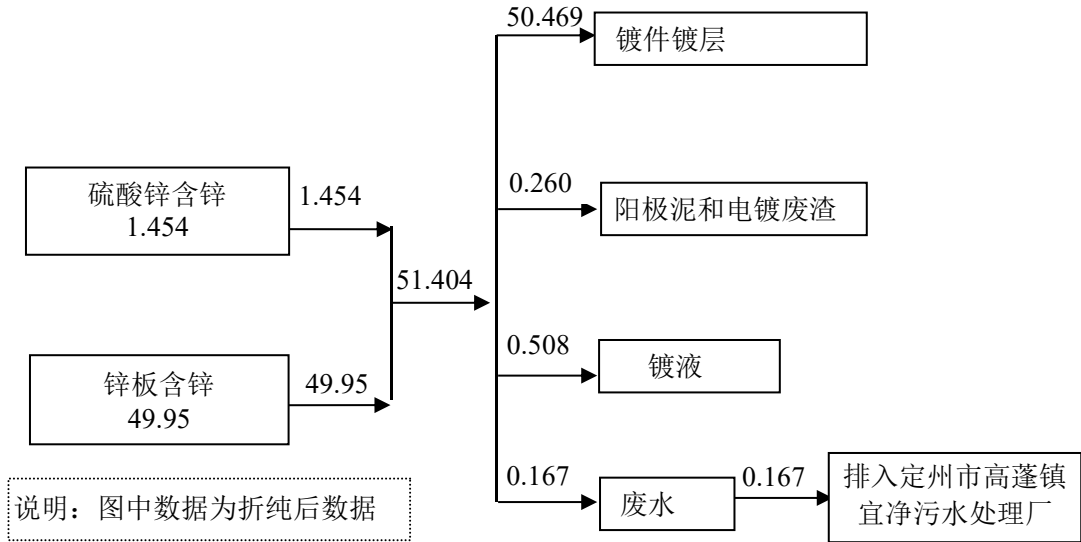 50.469
镀件镀层
硫酸锌含锌
1.454
1.454
0.260
阳极泥和电镀废渣
51.404
锌板含锌
49.95
49.95
0.508
镀液
0.167
废水
0.167
排入定州市高蓬镇
宜净污水处理厂
说明：图中数据为折纯后数据